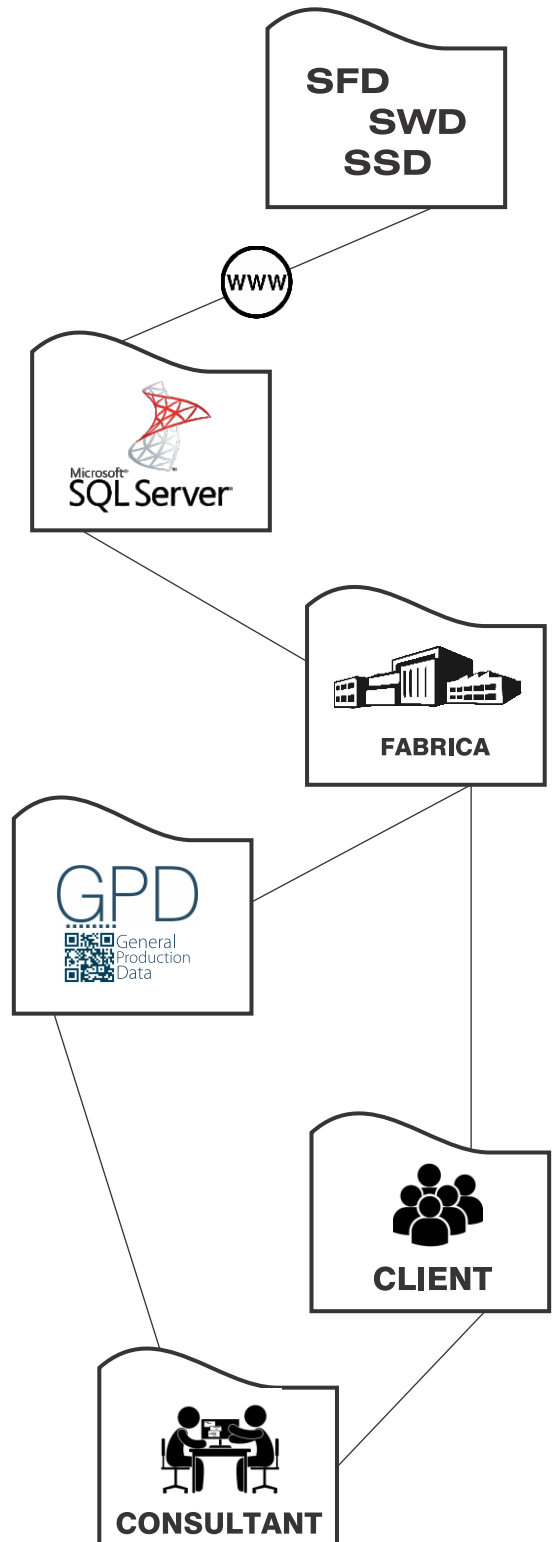 SFD
SWD
SSD
WWW
Microsoft®
SQL Server
FABRICA
GPD
General
Production
Data
CLIENT
CONSULTANT